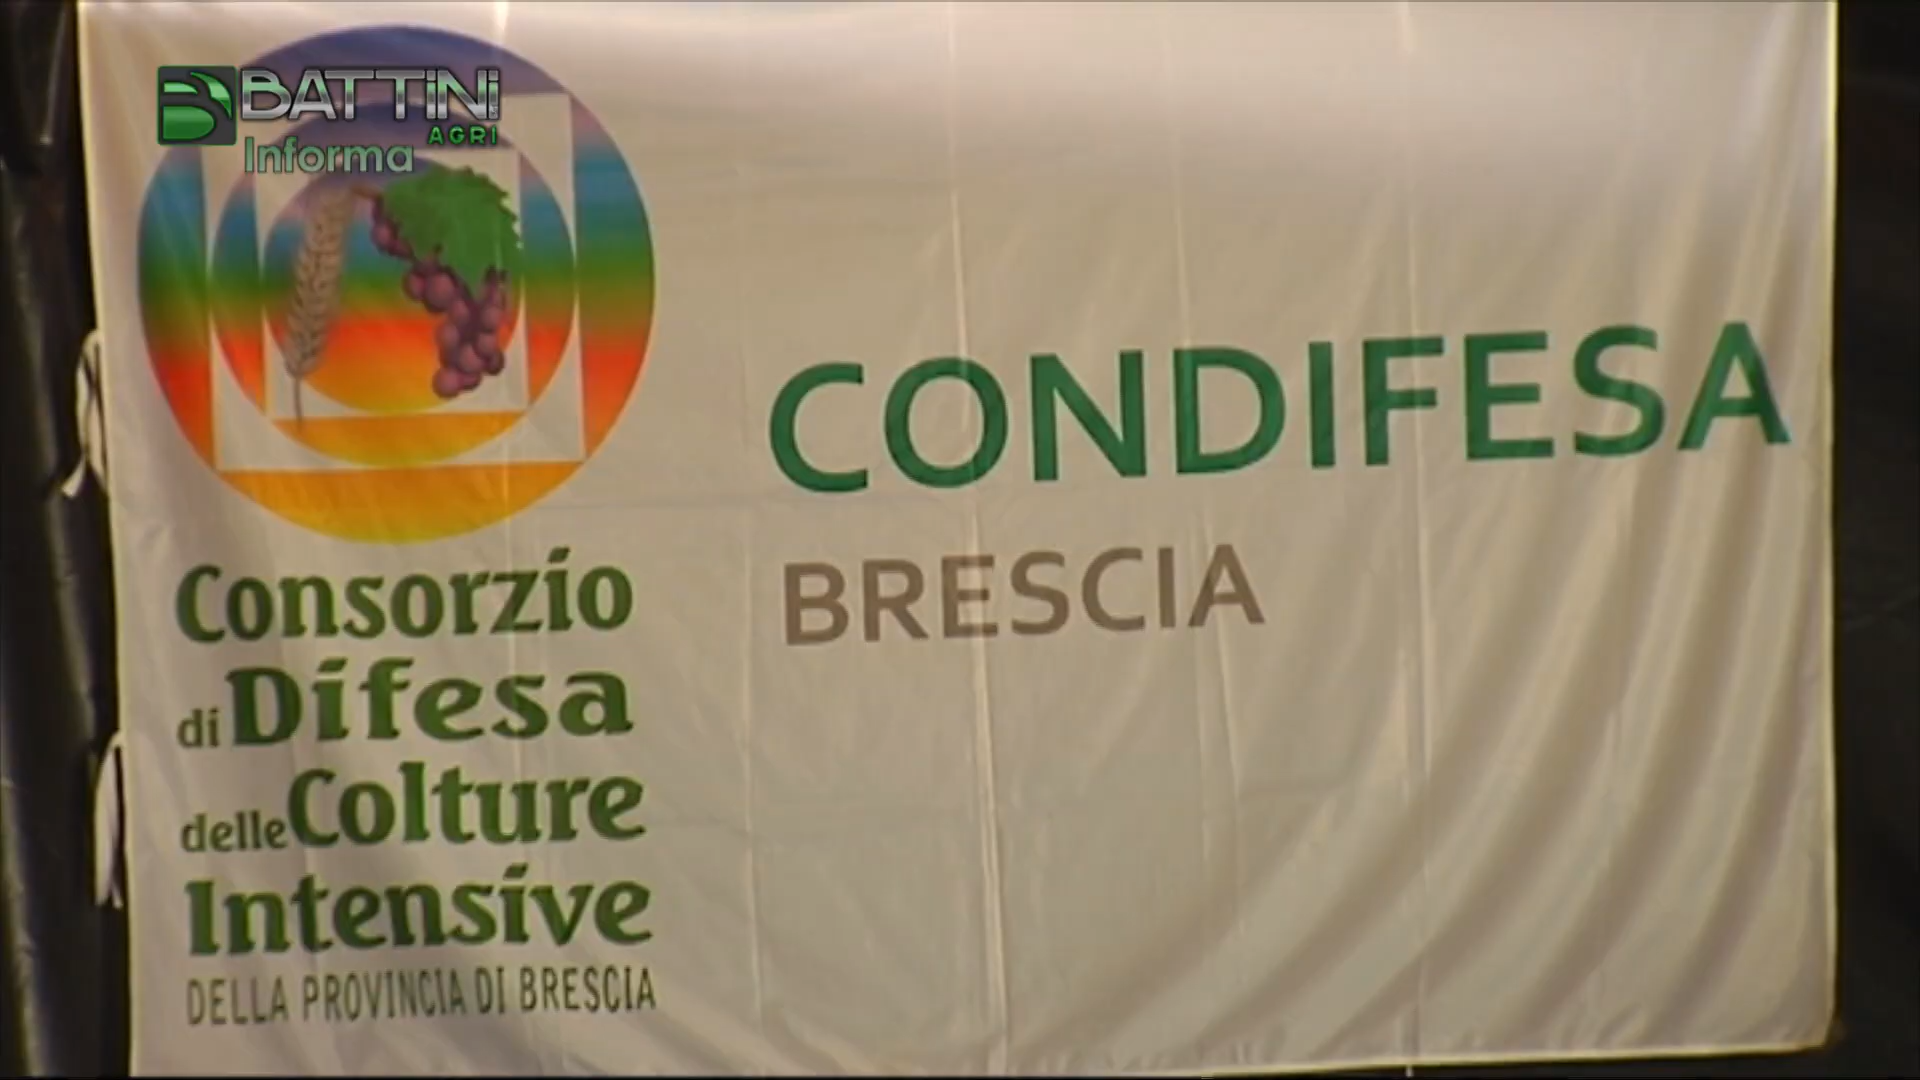 BATTiNi
AGRI
Informa
CONDIFESA
BRESCIA
Consorzio
di Difesa
delle Colture
Intensive
DELLA PROVINCIA DI BRESCIA